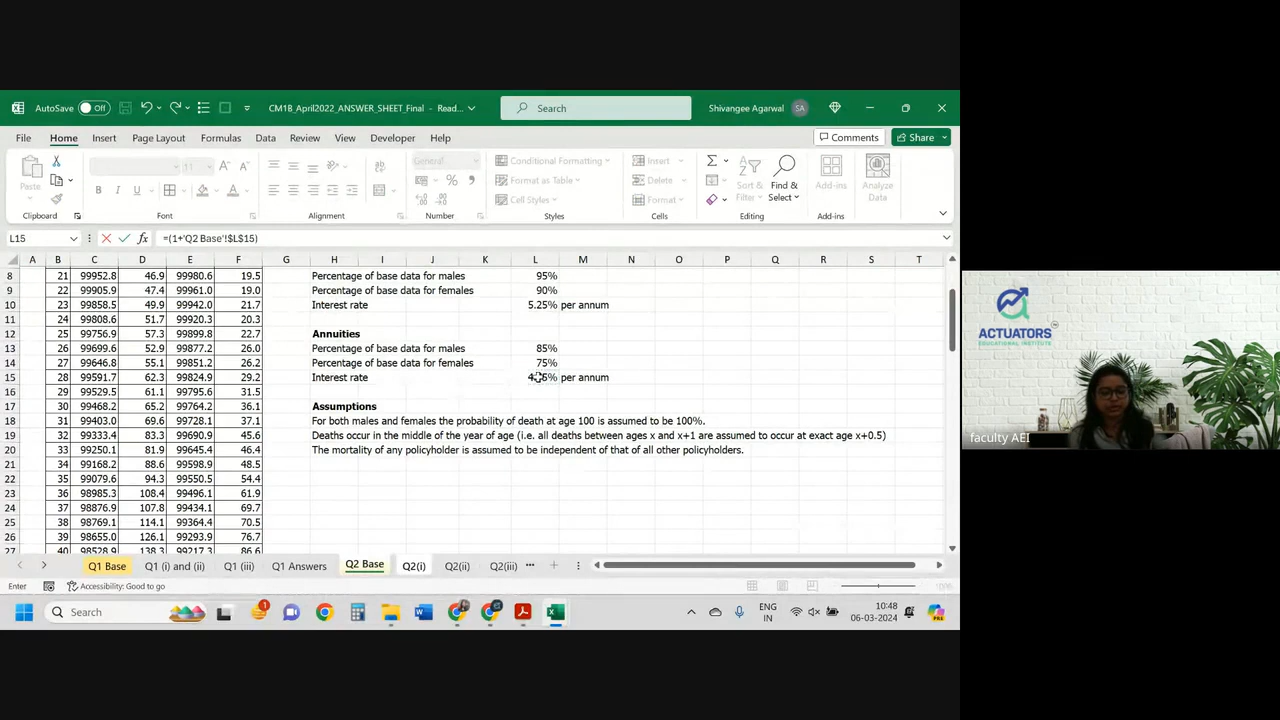 AutoSave Off CM1B_April2022_ANSWER_SHEET_Final - Read... Search Shivangee Agarwal SA
File Home Insert Page Layout Formulas Data Review View Developer Help Comments Share
Paste General Conditional Formatting Format as Table Cell Styles Insert Delete Format Sort & Filter Find & Select Add-ins Analyze Data
B I U
Clipboard Font Alignment Number Styles Cells Editing Add-ins
L15 fx =(1+'Q2 Base'!$L$15)
A B C D E F G H I J K L M N O P Q R S T
8 21 99952.8 46.9 99980.6 19.5 Percentage of base data for males 95%
9 22 99905.9 47.4 99961.0 19.0 Percentage of base data for females 90%
10 23 99858.5 49.9 99942.0 21.7 Interest rate 5.25% per annum
11 24 99808.6 51.7 99920.3 20.3
12 25 99756.9 57.3 99899.8 22.7 Annuities
13 26 99699.6 52.9 99877.2 26.0 Percentage of base data for males 85%
14 27 99646.8 55.1 99851.2 26.2 Percentage of base data for females 75%
15 28 99591.7 62.3 99824.9 29.2 Interest rate per annum
16 29 99529.5 61.1 99795.6 31.5
17 30 99468.2 65.2 99764.2 36.1 Assumptions
18 31 99403.0 69.6 99728.1 37.1 For both males and females the probability of death at age 100 is assumed to be 100%.
19 32 99333.4 83.3 99690.9 45.6 Deaths occur in the middle of the year of age (i.e. all deaths between ages x and x+1 are assumed to occur at exact age x+0.5)
20 33 99250.1 81.9 99645.4 46.4 The mortality of any policyholder is assumed to be independent of that of all other policyholders.
21 34 99168.2 88.6 99598.9 48.5
22 35 99079.6 94.3 99550.5 54.4
23 36 98985.3 108.4 99496.1 61.9
24 37 98876.9 107.8 99434.1 69.7
25 38 98769.1 114.1 99364.4 70.5
26 39 98655.0 126.1 99293.9 76.7
27 40 98528.9 138.3 99217.3 86.6
Q1 Base Q1 (i) and (ii) Q1 (iii) Q1 Answers Q2 Base Q2(i) Q2(ii) Q2(iii)
Enter Accessibility: Good to go
Search 1 ENG IN 10:48 06-03-2024
ACTUATORS
EDUCATIONAL INSTITUTE
faculty AEI